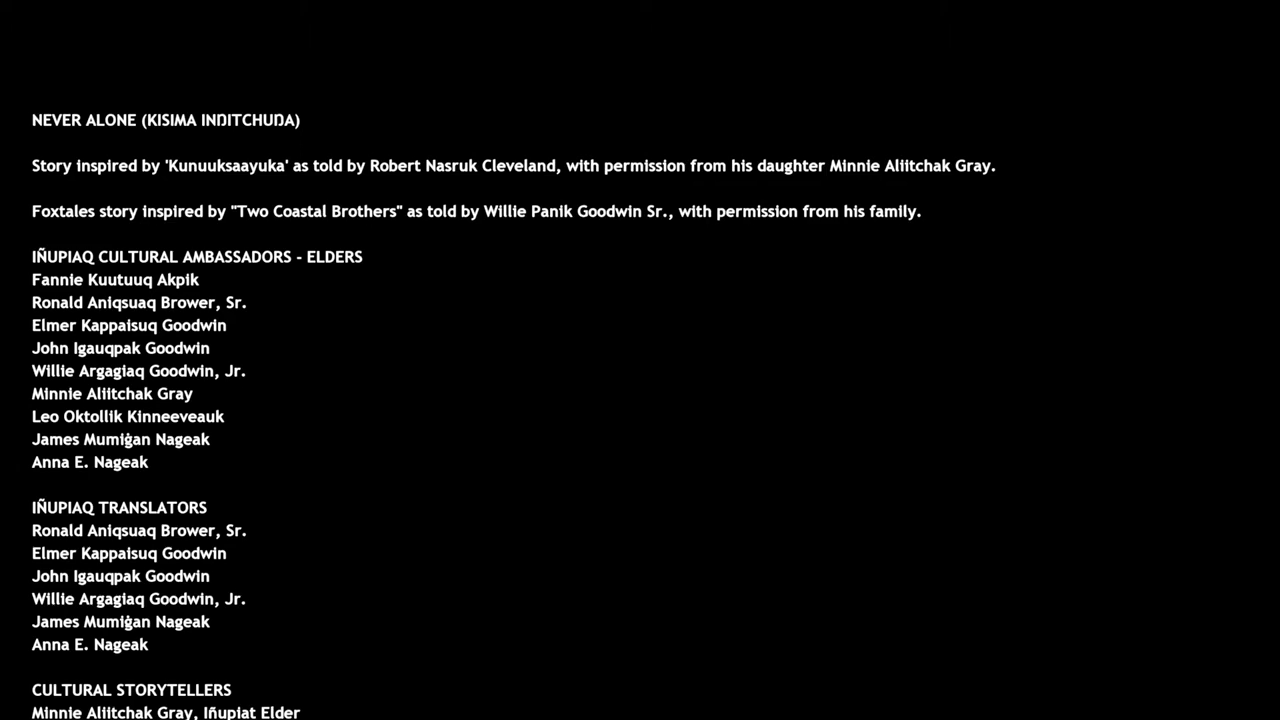 NEVER ALONE (KISIMA INŊITCHUŊA)
Story inspired by 'Kunuuksaayuka' as told by Robert Nasruk Cleveland, with permission from his daughter Minnie Aliitchak Gray.
Foxtales story inspired by "Two Coastal Brothers" as told by Willie Panik Goodwin Sr., with permission from his family.
IÑUPIAQ CULTURAL AMBASSADORS - ELDERS
Fannie Kuutuuq Akpik
Ronald Aniqsuaq Brower, Sr.
Elmer Kappaisuq Goodwin
John Igauqpak Goodwin
Willie Argagiaq Goodwin, Jr.
Minnie Aliitchak Gray
Leo Oktollik Kinneeveauk
James Mumiġan Nageak
Anna E. Nageak
IÑUPIAQ TRANSLATORS
Ronald Aniqsuaq Brower, Sr.
Elmer Kappaisuq Goodwin
John Igauqpak Goodwin
Willie Argagiaq Goodwin, Jr.
James Mumiġan Nageak
Anna E. Nageak
CULTURAL STORYTELLERS
Minnie Aliitchak Gray, Iñupiat Elder